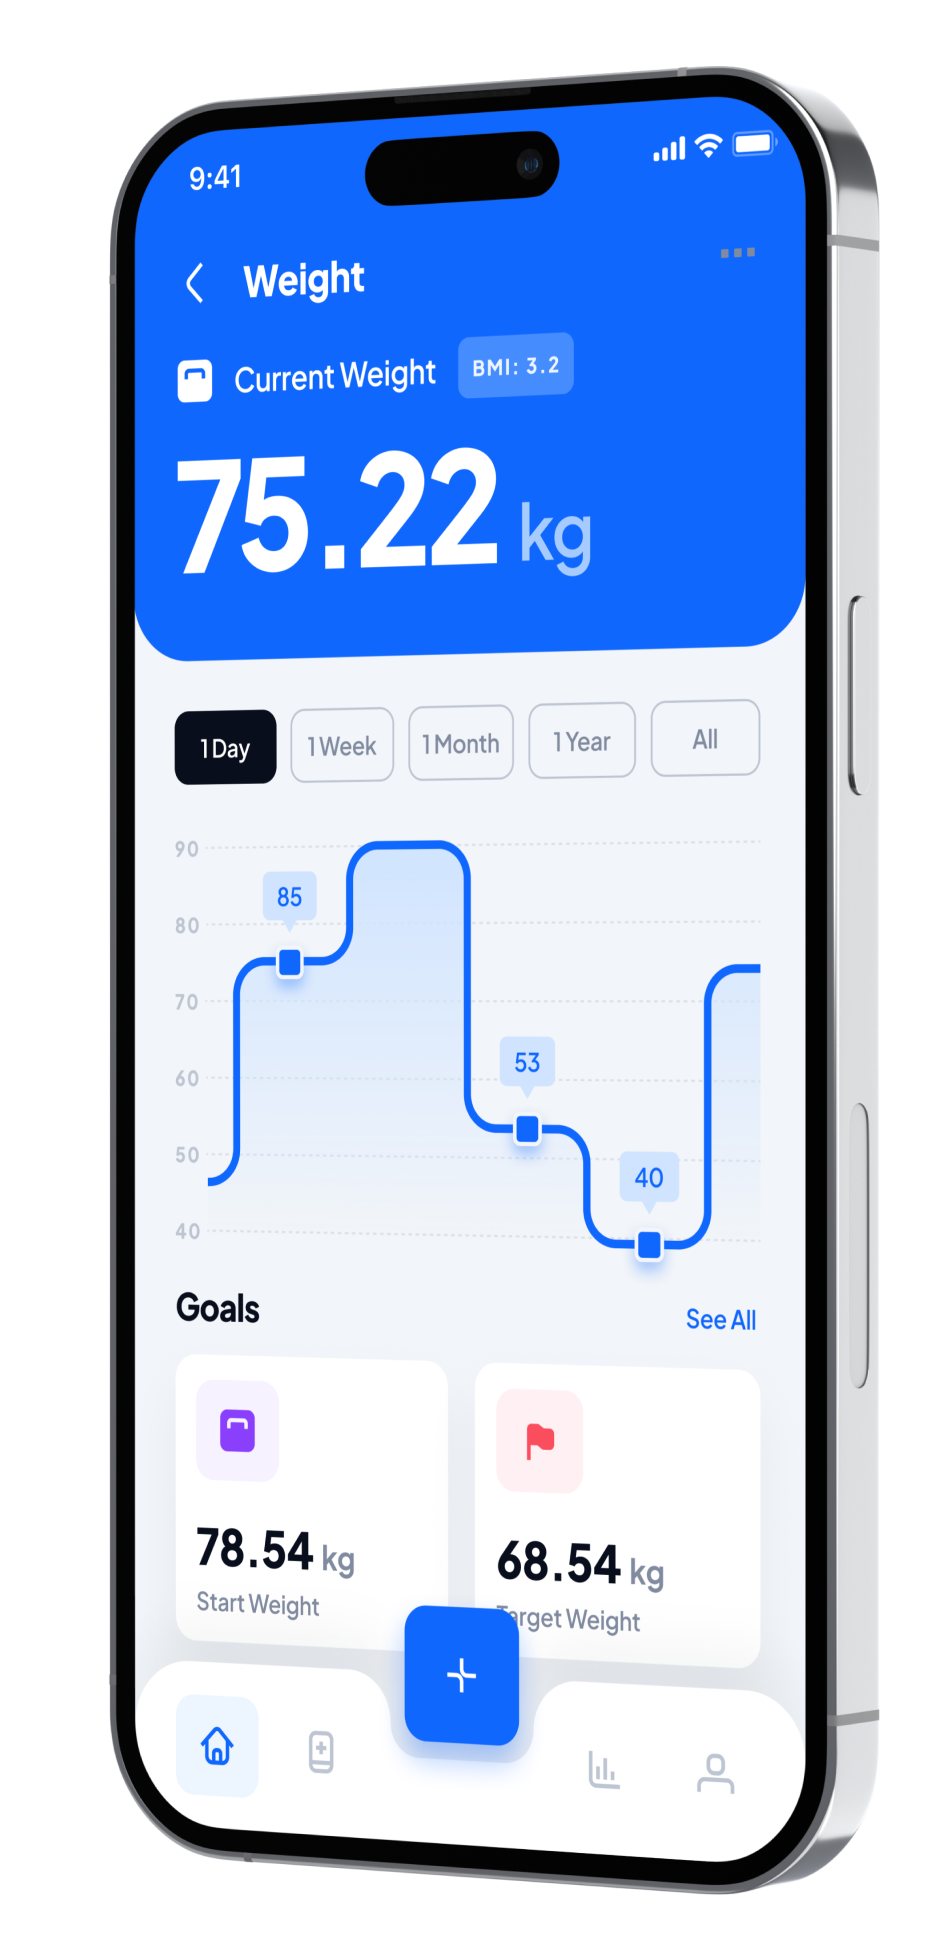 9:41
Weight
Current Weight BMI: 3.2
75.22 kg
1 Day 1 Week 1 Month 1 Year All
90
85
80
70
60
53
50
40
40
Goals See All
78.54 kg 68.54 kg
Start Weight Target Weight